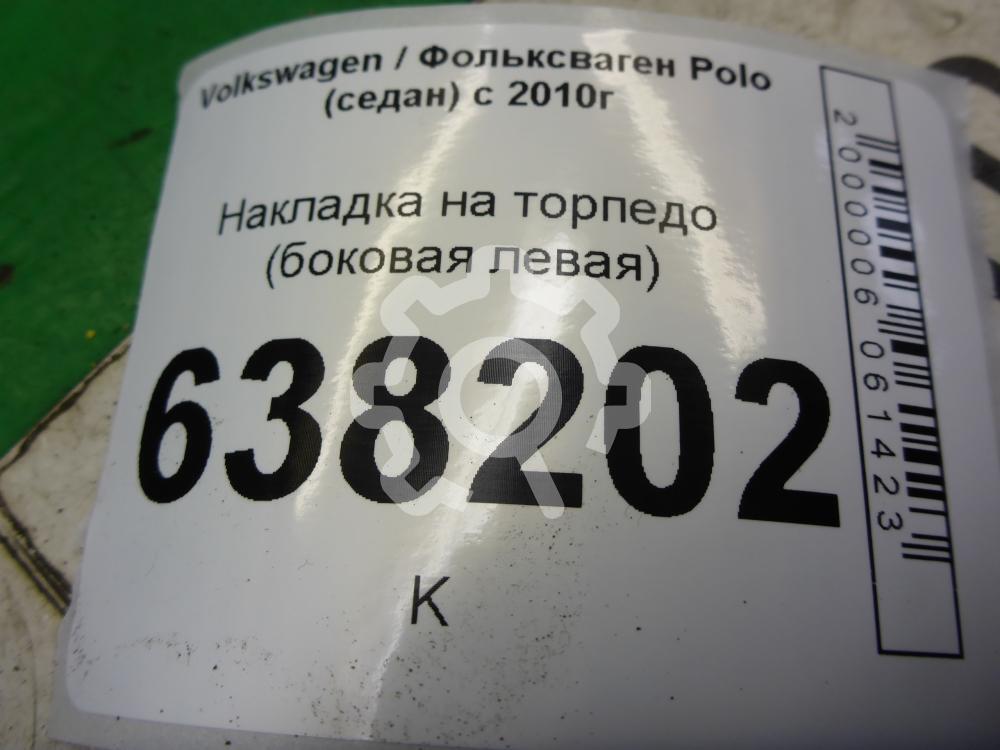 Volkswagen / Фольксваген Polo
(седан) с 2010г
Накладка на торпедо
(боковая левая)
638202
К
2000006061423